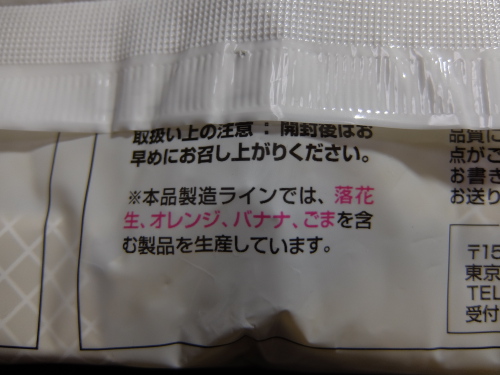 取扱い上の注意：開封後はお
早めにお召し上がりください。
※本品製造ラインでは、落花
生、オレンジ、バナナ、ごまを含
む製品を生産しています。
品質に
点がご
お書き
お送り
〒15
東京
TEL
受付